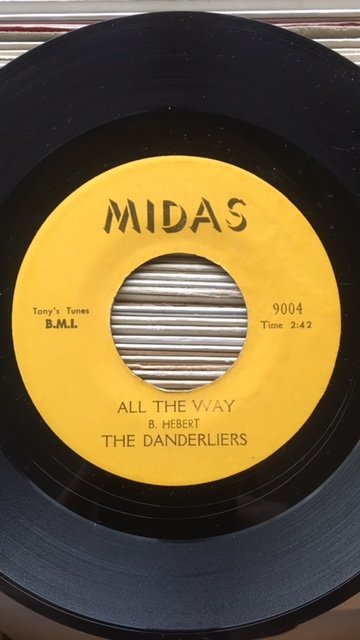 MIDAS
Tony's Tunes
B.M.I.
9004
Time 2:42
ALL THE WAY
B. HEBERT
THE DANDERLiERS